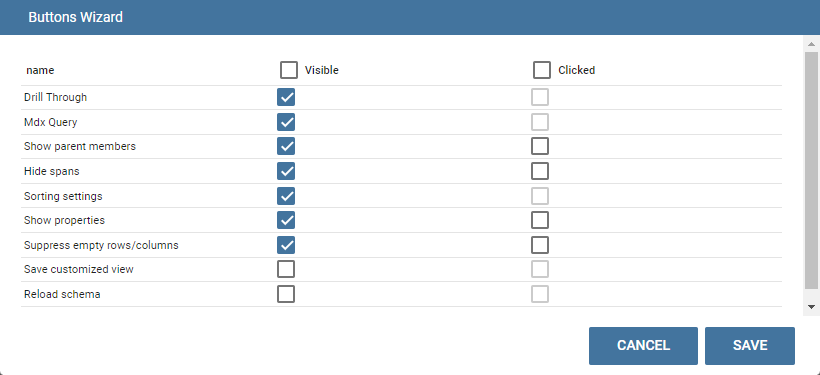 Buttons Wizard
name Visible Clicked
Drill Through
Mdx Query
Show parent members
Hide spans
Sorting settings
Show properties
Suppress empty rows/columns
Save customized view
Reload schema
CANCEL SAVE